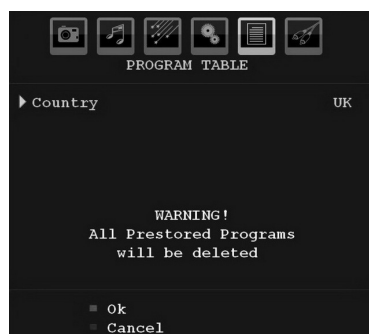 PROGRAM TABLE
Country UK
WARNING!
All Prestored Programs
will be deleted
Ok
Cancel